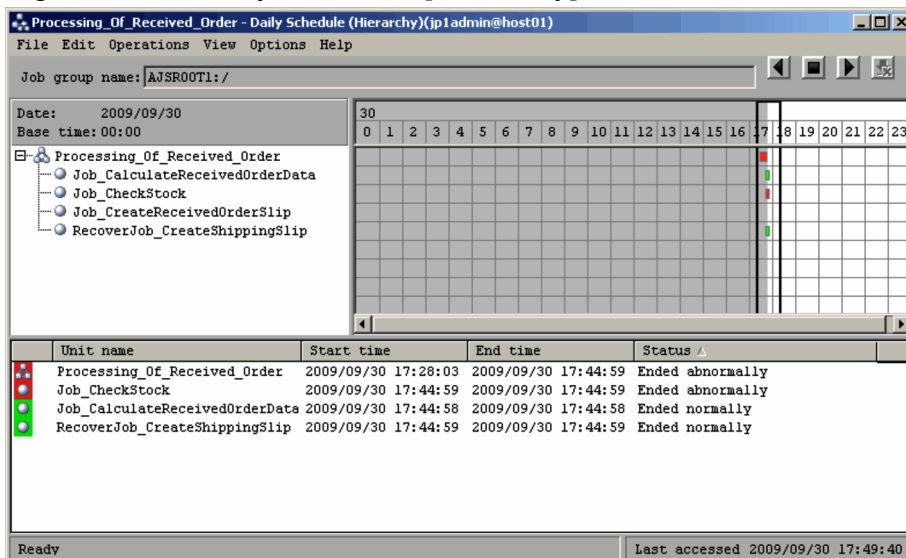 Processing_Of_Received_Order - Daily Schedule (Hierarchy)(jp1admin@host01)
File Edit Operations View Options Help
Job group name: AJSROOT1:/
Date: 2009/09/30
Base time: 00:00
30
0 1 2 3 4 5 6 7 8 9 10 11 12 13 14 15 16 17 18 19 20 21 22 23
Processing_Of_Received_Order
Job_CalculateReceivedOrderData
Job_CheckStock
Job_CreateReceivedOrderSlip
RecoverJob_CreateShippingSlip
Unit name Start time End time Status
Processing_Of_Received_Order 2009/09/30 17:28:03 2009/09/30 17:44:59 Ended abnormally
Job_CheckStock 2009/09/30 17:44:59 2009/09/30 17:44:59 Ended abnormally
Job_CalculateReceivedOrderData 2009/09/30 17:44:58 2009/09/30 17:44:58 Ended normally
RecoverJob_CreateShippingSlip 2009/09/30 17:44:59 2009/09/30 17:44:59 Ended normally
Ready Last accessed 2009/09/30 17:49:40